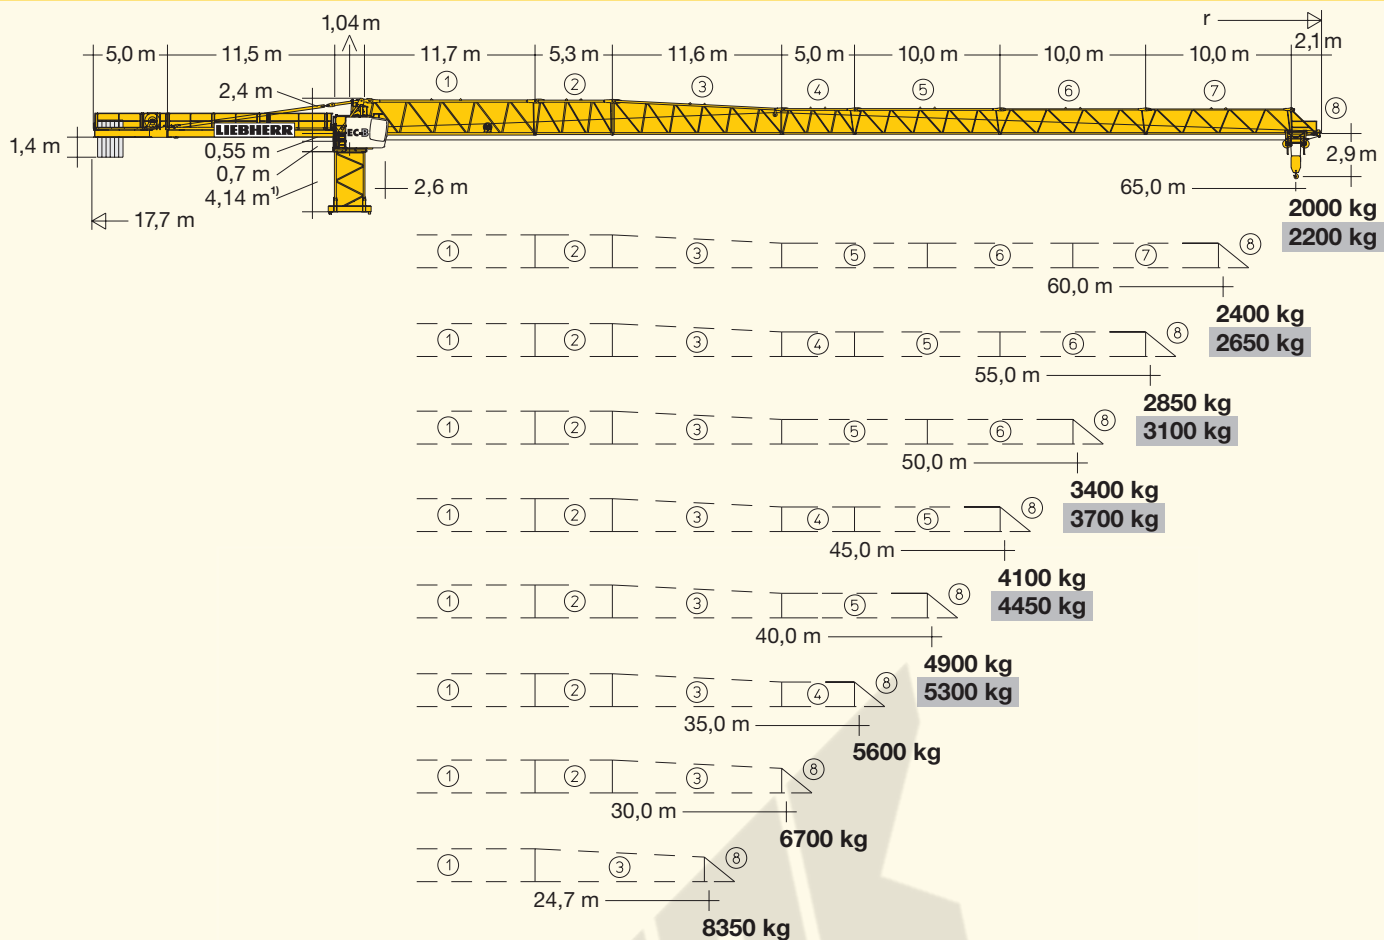 r
1,04 m
5,0 m 11,5 m 11,7 m 5,3 m 11,6 m 5,0 m 10,0 m 10,0 m 10,0 m 2,1 m
① ② ③ ④ ⑤ ⑥ ⑦ ⑧
2,4 m
LIEBHERR EC-B
1,4 m
0,55 m
0,7 m
4,14 m¹⁾
2,6 m
17,7 m
2,9 m
65,0 m
2000 kg
2200 kg
① ② ③ ⑤ ⑥ ⑦ ⑧
60,0 m
2400 kg
2650 kg
① ② ③ ④ ⑤ ⑥ ⑧
55,0 m
2850 kg
3100 kg
① ② ③ ⑤ ⑥ ⑧
50,0 m
3400 kg
3700 kg
① ② ③ ④ ⑤ ⑧
45,0 m
4100 kg
4450 kg
① ② ③ ⑤ ⑧
40,0 m
4900 kg
5300 kg
① ② ③ ④ ⑧
35,0 m
5600 kg
① ② ③ ⑧
30,0 m
6700 kg
① ③ ⑧
24,7 m
8350 kg